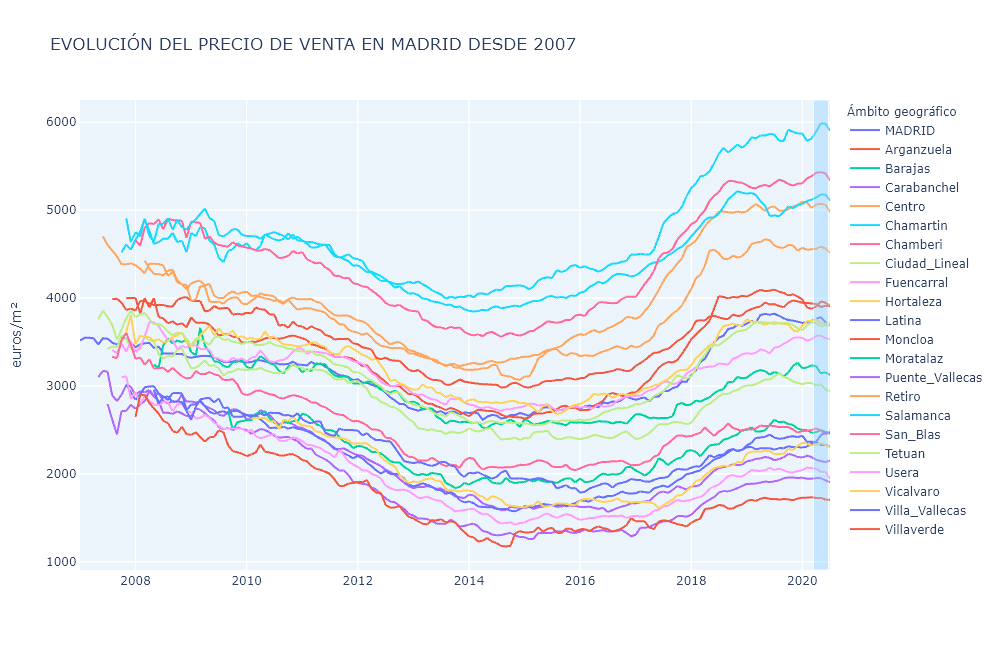 EVOLUCIÓN DEL PRECIO DE VENTA EN MADRID DESDE 2007
euros/m²
6000
5000
4000
3000
2000
1000
2008 2010 2012 2014 2016 2018 2020
Ámbito geográfico
MADRID
Arganzuela
Barajas
Carabanchel
Centro
Chamartin
Chamberi
Ciudad_Lineal
Fuencarral
Hortaleza
Latina
Moncloa
Moratalaz
Puente_Vallecas
Retiro
Salamanca
San_Blas
Tetuan
Usera
Vicalvaro
Villa_Vallecas
Villaverde